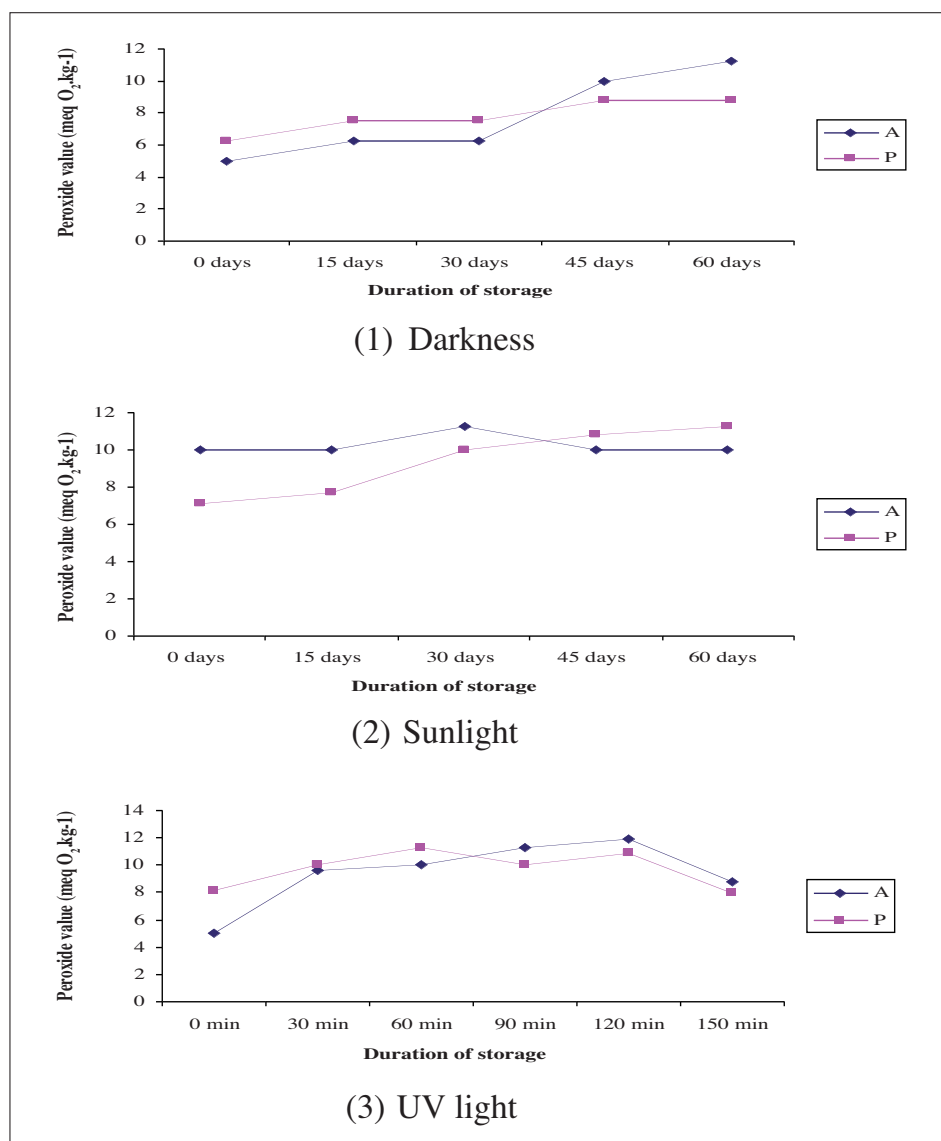 12
10
8
6
4
2
0
Peroxide value (meq O2.kg-1)
0 days 15 days 30 days 45 days 60 days
Duration of storage
A
P
(1) Darkness
12
10
8
6
4
2
0
Peroxide value (meq O2.kg-1)
0 days 15 days 30 days 45 days 60 days
Duration of storage
A
P
(2) Sunlight
14
12
10
8
6
4
2
0
Peroxide value (meq O2.kg-1)
0 min 30 min 60 min 90 min 120 min 150 min
Duration of storage
A
P
(3) UV light